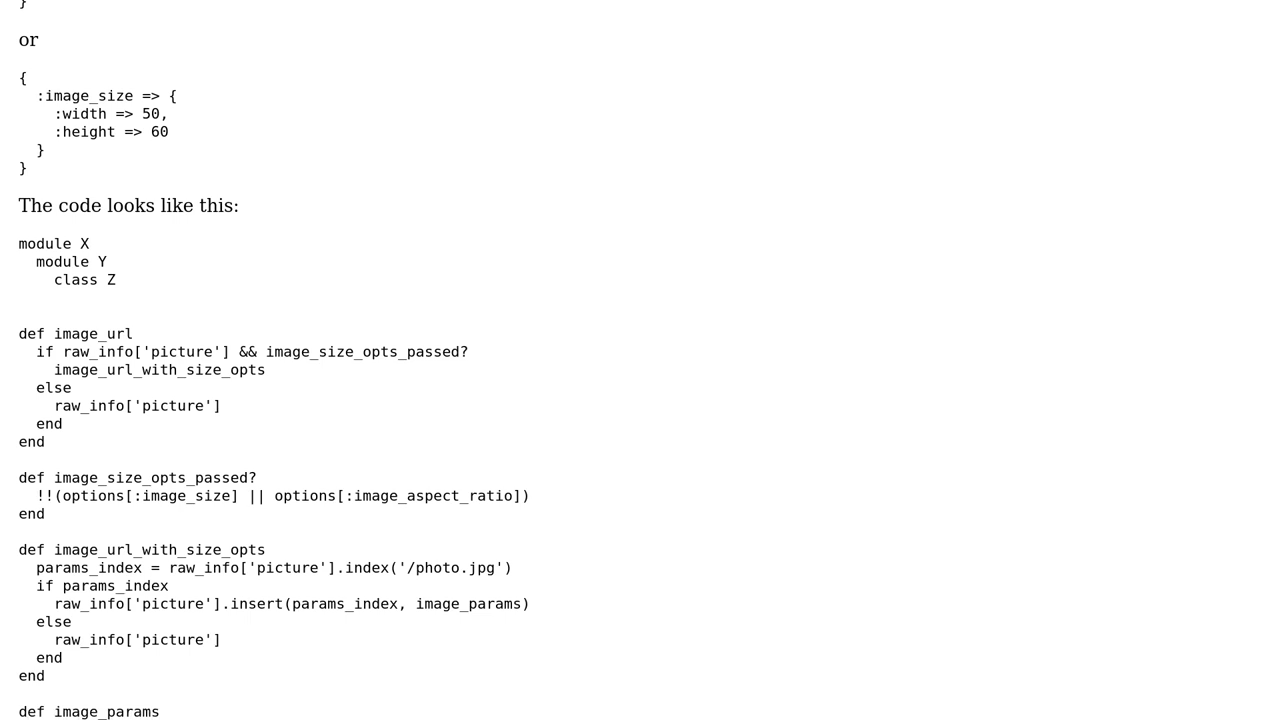 }
or
{
  :image_size => {
    :width => 50,
    :height => 60
  }
}
The code looks like this:
module X
  module Y
    class Z
def image_url
  if raw_info['picture'] && image_size_opts_passed?
    image_url_with_size_opts
  else
    raw_info['picture']
  end
end
def image_size_opts_passed?
  !!(options[:image_size] || options[:image_aspect_ratio])
end
def image_url_with_size_opts
  params_index = raw_info['picture'].index('/photo.jpg')
  if params_index
    raw_info['picture'].insert(params_index, image_params)
  else
    raw_info['picture']
  end
end
def image_params